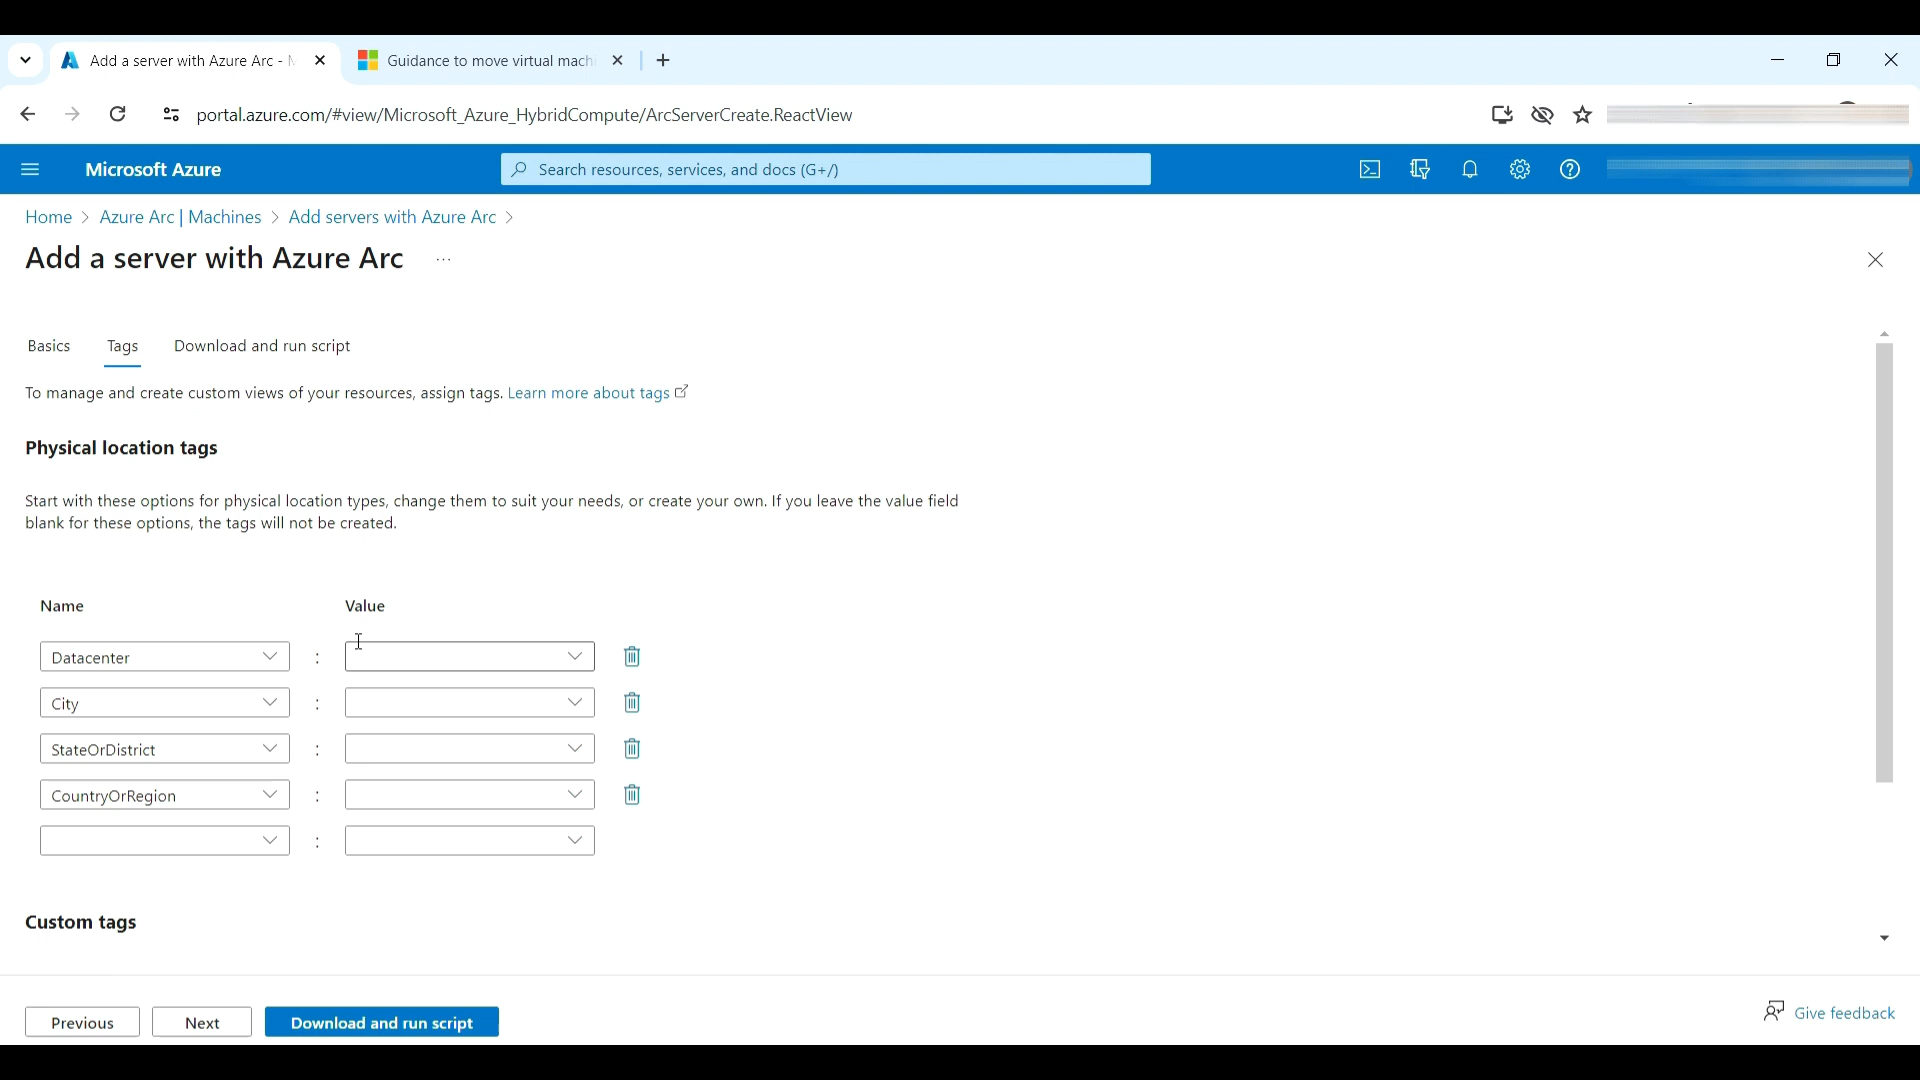 Add a server with Azure Arc -
Guidance to move virtual mach
portal.azure.com/#view/Microsoft_Azure_HybridCompute/ArcServerCreate.ReactView
Microsoft Azure
Search resources, services, and docs (G+/)
Home > Azure Arc | Machines > Add servers with Azure Arc >
Add a server with Azure Arc ...
Basics Tags Download and run script
To manage and create custom views of your resources, assign tags. Learn more about tags
Physical location tags
Start with these options for physical location types, change them to suit your needs, or create your own. If you leave the value field
blank for these options, the tags will not be created.
Name Value
Datacenter :
City :
StateOrDistrict :
CountryOrRegion :
:
Custom tags
Previous Next Download and run script
Give feedback